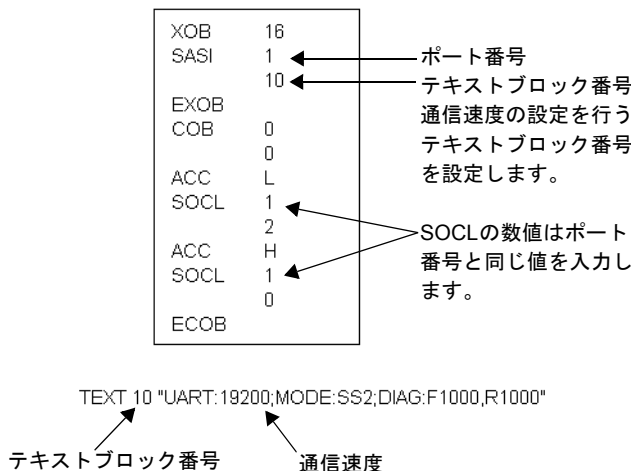 XOB 16
SASI 1
10
EXOB
COB 0
0
ACC L
SOCL 1
2
ACC H
SOCL 1
0
ECOB
ポート番号
テキストブロック番号
通信速度の設定を行う
テキストブロック番号
を設定します。
SOCLの数値はポート
番号と同じ値を入力し
ます。
TEXT 10 "UART:19200;MODE:SS2;DIAG:F1000,R1000"
テキストブロック番号
通信速度